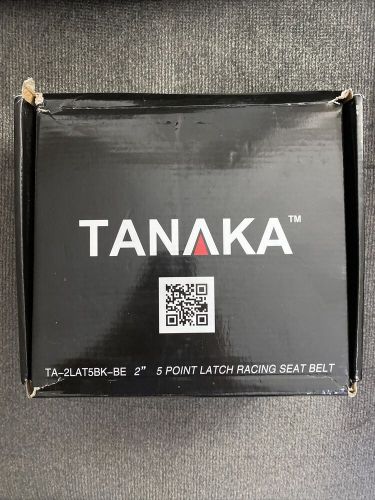 TANAKA™
TA-2LAT5BK-BE 2" 5 POINT LATCH RACING SEAT BELT